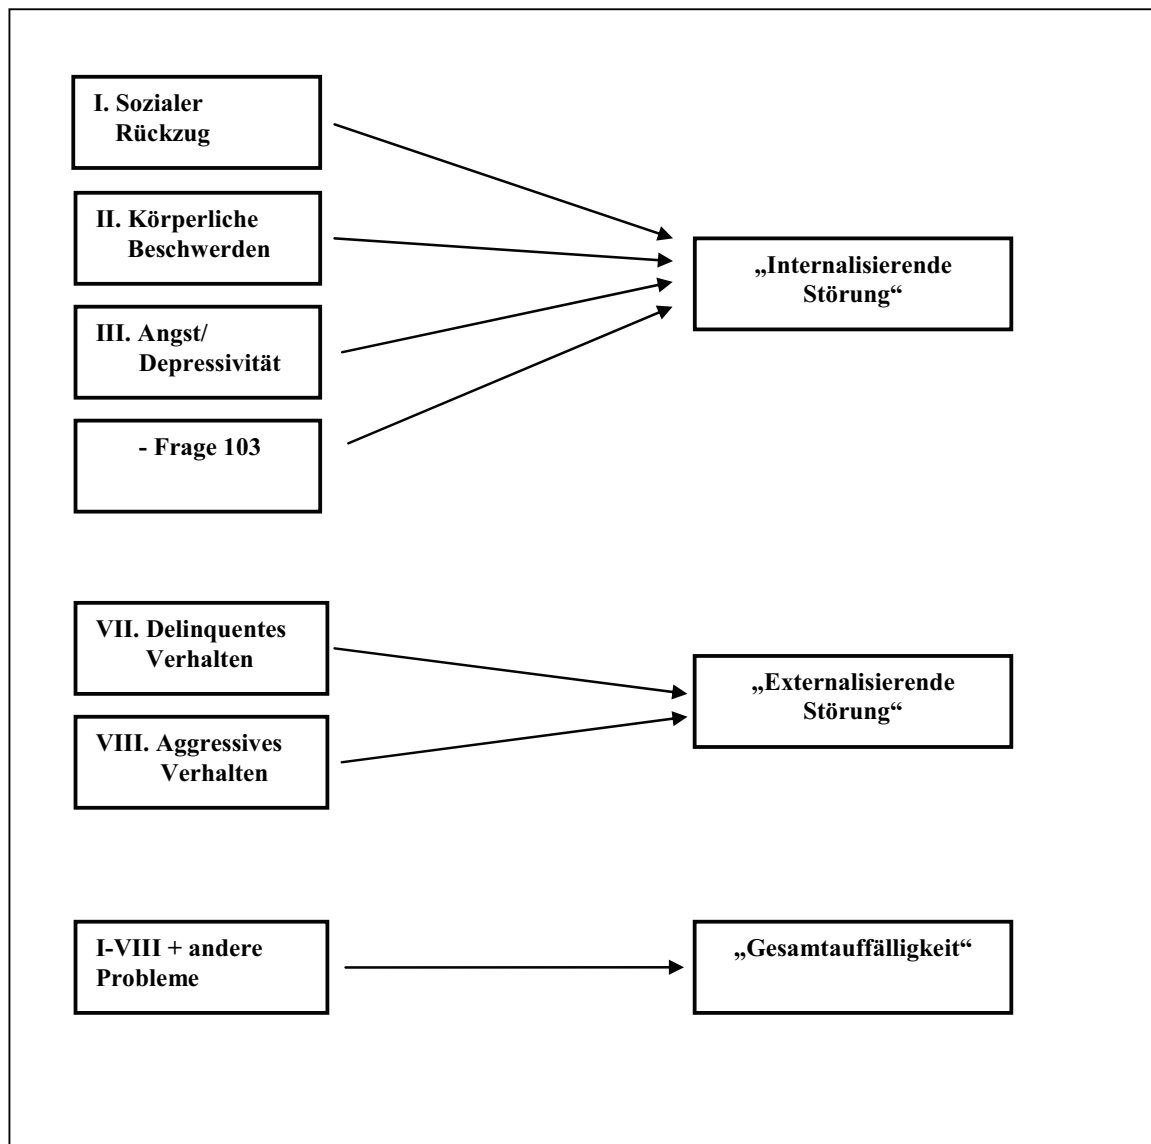 I. Sozialer
Rückzug
II. Körperliche
Beschwerden
„Internalisierende
Störung“
III. Angst/
Depressivität
- Frage 103
VII. Delinquentes
Verhalten
„Externalisierende
Störung“
VIII. Aggressives
Verhalten
I-VIII + andere
Probleme
„Gesamtauffälligkeit“